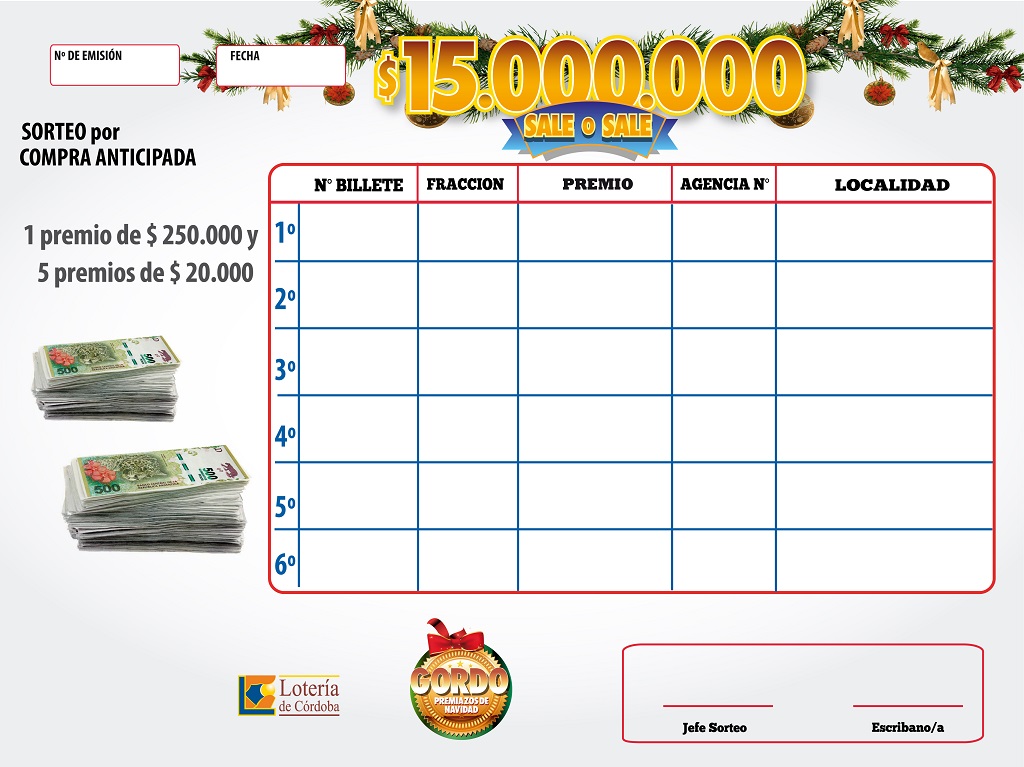 Nº DE EMISIÓN
FECHA
$15.000.000
SALE O SALE
SORTEO por
COMPRA ANTICIPADA
N° BILLETE FRACCION PREMIO AGENCIA N° LOCALIDAD
1 premio de $ 250.000 y
5 premios de $ 20.000
1º
2º
3º
4º
5º
6º
500
500
500
500
GORDO
PREMIAZOS DE
NAVIDAD
Lotería
de Córdoba
Jefe Sorteo
Escribano/a